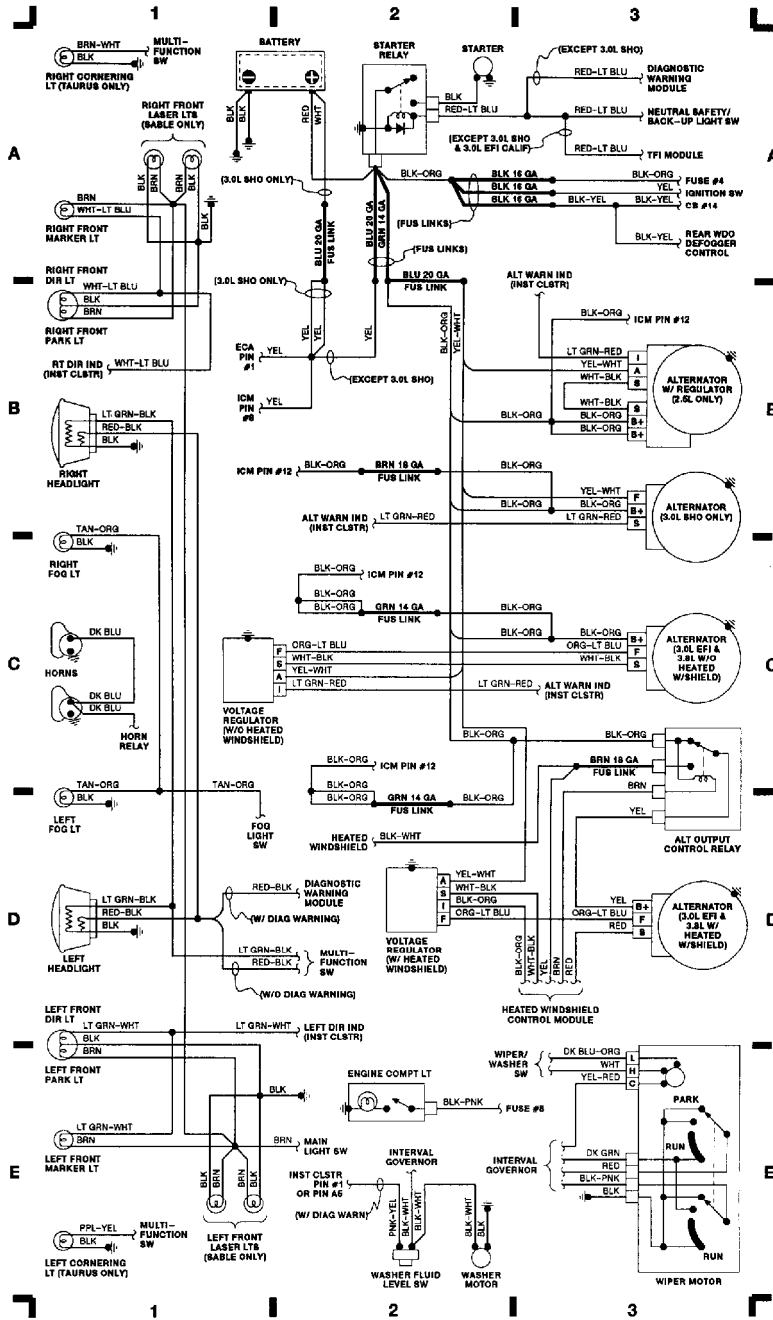 1
2
3
BRN-WHT
BLK
MULTI-
FUNCTION
SW
RIGHT CORNERING
LT (TAURUS ONLY)
RIGHT FRONT
LASER LTS
(SABLE ONLY)
BLK
BRN
BRN
BLK
BLK
A
BRN
WHT-LT BLU
RIGHT FRONT
MARKER LT
RIGHT FRONT
DIR LT
WHT-LT BLU
BLK
BRN
RIGHT FRONT
PARK LT
RT DIR IND
(INST CLSTR)
WHT-LT BLU
B
LT GRN-BLK
RED-BLK
BLK
RIGHT
HEADLIGHT
TAN-ORG
BLK
RIGHT
FOG LT
DK BLU
HORNS
C
DK BLU
DK BLU
HORN
RELAY
TAN-ORG
BLK
TAN-ORG
LEFT
FOG LT
FOG
LIGHT
SW
LT GRN-BLK
RED-BLK
BLK
D
LEFT
HEADLIGHT
RED-BLK
DIAGNOSTIC
WARNING
MODULE
(W/ DIAG WARNING)
LT GRN-BLK
RED-BLK
MULTI-
FUNCTION
SW
(W/O DIAG WARNING)
LEFT FRONT
DIR LT
LT GRN-WHT
BLK
BRN
LT GRN-WHT
LEFT DIR IND
(INST CLSTR)
LEFT FRONT
PARK LT
BLK
LT GRN-WHT
BRN
LEFT FRONT
MARKER LT
BRN
MAIN
LIGHT SW
E
BLK
BRN
BRN
BLK
LEFT FRONT
LASER LTS
(SABLE ONLY)
PPL-YEL
BLK
MULTI-
FUNCTION
SW
LEFT CORNERING
LT (TAURUS ONLY)
BATTERY
BLK
BLK
RED
WHT
STARTER
RELAY
STARTER
BLK
RED-LT BLU
(EXCEPT 3.0L SHO)
RED-LT BLU
DIAGNOSTIC
WARNING
MODULE
RED-LT BLU
NEUTRAL SAFETY/
BACK-UP LIGHT SW
(EXCEPT 3.0L SHO
& 3.0L EFI CALIF)
RED-LT BLU
TFI MODULE
A
(3.0L SHO ONLY)
BLK-ORG
BLK 16 GA
BLK 16 GA
BLK 16 GA
BLK-ORG
FUSE #4
YEL
IGNITION SW
BLK-YEL
BLK-YEL
CB #14
(FUS LINKS)
BLK-YEL
REAR WDO
DEFOGGER
CONTROL
BLU 20 GA
FUS LINK
BLU 20 GA
GRN 14 GA
(FUS LINKS)
BLU 20 GA
FUS LINK
(3.0L SHO ONLY)
YEL
YEL
YEL
ECA
PIN
#1
YEL
(EXCEPT 3.0L SHO)
ICM
PIN
#8
YEL
BLK-ORG
YEL-WHT
ALT WARN IND
(INST CLSTR)
BLK-ORG
ICM PIN #12
LT GRN-RED
I
YEL-WHT
A
WHT-BLK
S
WHT-BLK
S
BLK-ORG
BLK-ORG
B+
BLK-ORG
B+
ALTERNATOR
W/ REGULATOR
(2.5L ONLY)
B
ICM PIN #12
BLK-ORG
BRN 18 GA
FUS LINK
BLK-ORG
YEL-WHT
F
BLK-ORG
BLK-ORG
B+
ALT WARN IND
(INST CLSTR)
LT GRN-RED
LT GRN-RED
S
ALTERNATOR
(3.0L SHO ONLY)
BLK-ORG
ICM PIN #12
BLK-ORG
GRN 14 GA
FUS LINK
BLK-ORG
BLK-ORG
BLK-ORG
B+
F
ORG-LT BLU
ORG-LT BLU
F
S
WHT-BLK
WHT-BLK
S
A
YEL-WHT
I
LT GRN-RED
LT GRN-RED
ALT WARN IND
(INST CLSTR)
ALTERNATOR
(3.0L EFI &
3.8L W/O
HEATED
W/SHIELD)
C
VOLTAGE
REGULATOR
(W/O HEATED
WINDSHIELD)
BLK-ORG
BLK-ORG
BLK-ORG
ICM PIN #12
BRN 18 GA
FUS LINK
BLK-ORG
GRN 14 GA
FUS LINK
BLK-ORG
BRN
YEL
HEATED
WINDSHIELD
BLK-WHT
ALT OUTPUT
CONTROL RELAY
A
YEL-WHT
S
WHT-BLK
I
BLK-ORG
F
ORG-LT BLU
VOLTAGE
REGULATOR
(W/ HEATED
WINDSHIELD)
YEL
B+
ORG-LT BLU
F
RED
S
ALTERNATOR
(3.0L EFI &
3.8L W/
HEATED
W/SHIELD)
D
BLK-ORG
WHT-BLK
YEL
BRN
RED
HEATED WINDSHIELD
CONTROL MODULE
ENGINE COMPT LT
BLK-PNK
FUSE #8
WIPER/
WASHER
SW
DK BLU-ORG
L
WHT
H
YEL-RED
C
PARK
RUN
INTERVAL
GOVERNOR
DK GRN
RED
BLK-PNK
BLK
RUN
WIPER MOTOR
E
INST CLSTR
PIN #1
OR PIN A5
(W/ DIAG WARN)
INTERVAL
GOVERNOR
PNK-YEL
BLK-WHT
BLK-WHT
BLK-WHT
BLK
WASHER FLUID
LEVEL SW
WASHER
MOTOR
1
2
3